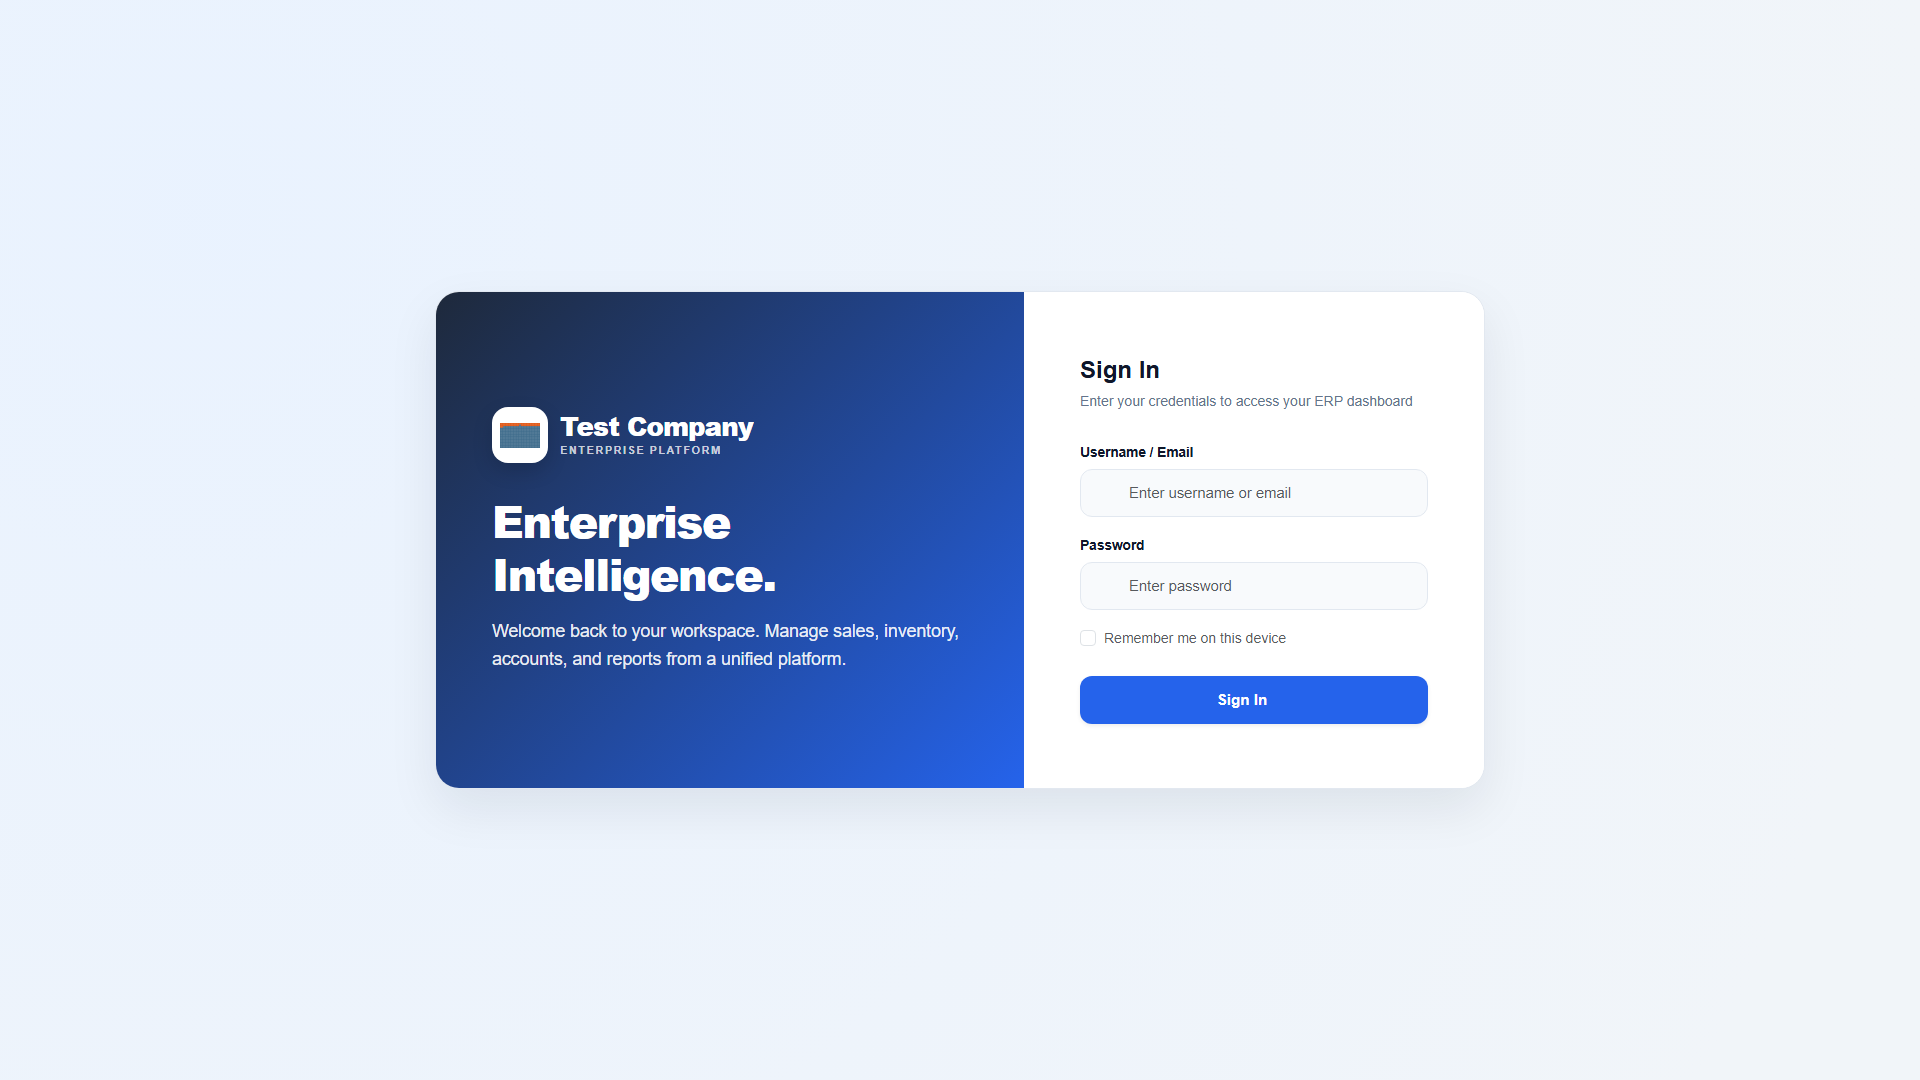 Test Company
ENTERPRISE PLATFORM
Enterprise
Intelligence.
Welcome back to your workspace. Manage sales, inventory,
accounts, and reports from a unified platform.
Sign In
Enter your credentials to access your ERP dashboard
Username / Email
Enter username or email
Password
Enter password
Remember me on this device
Sign In